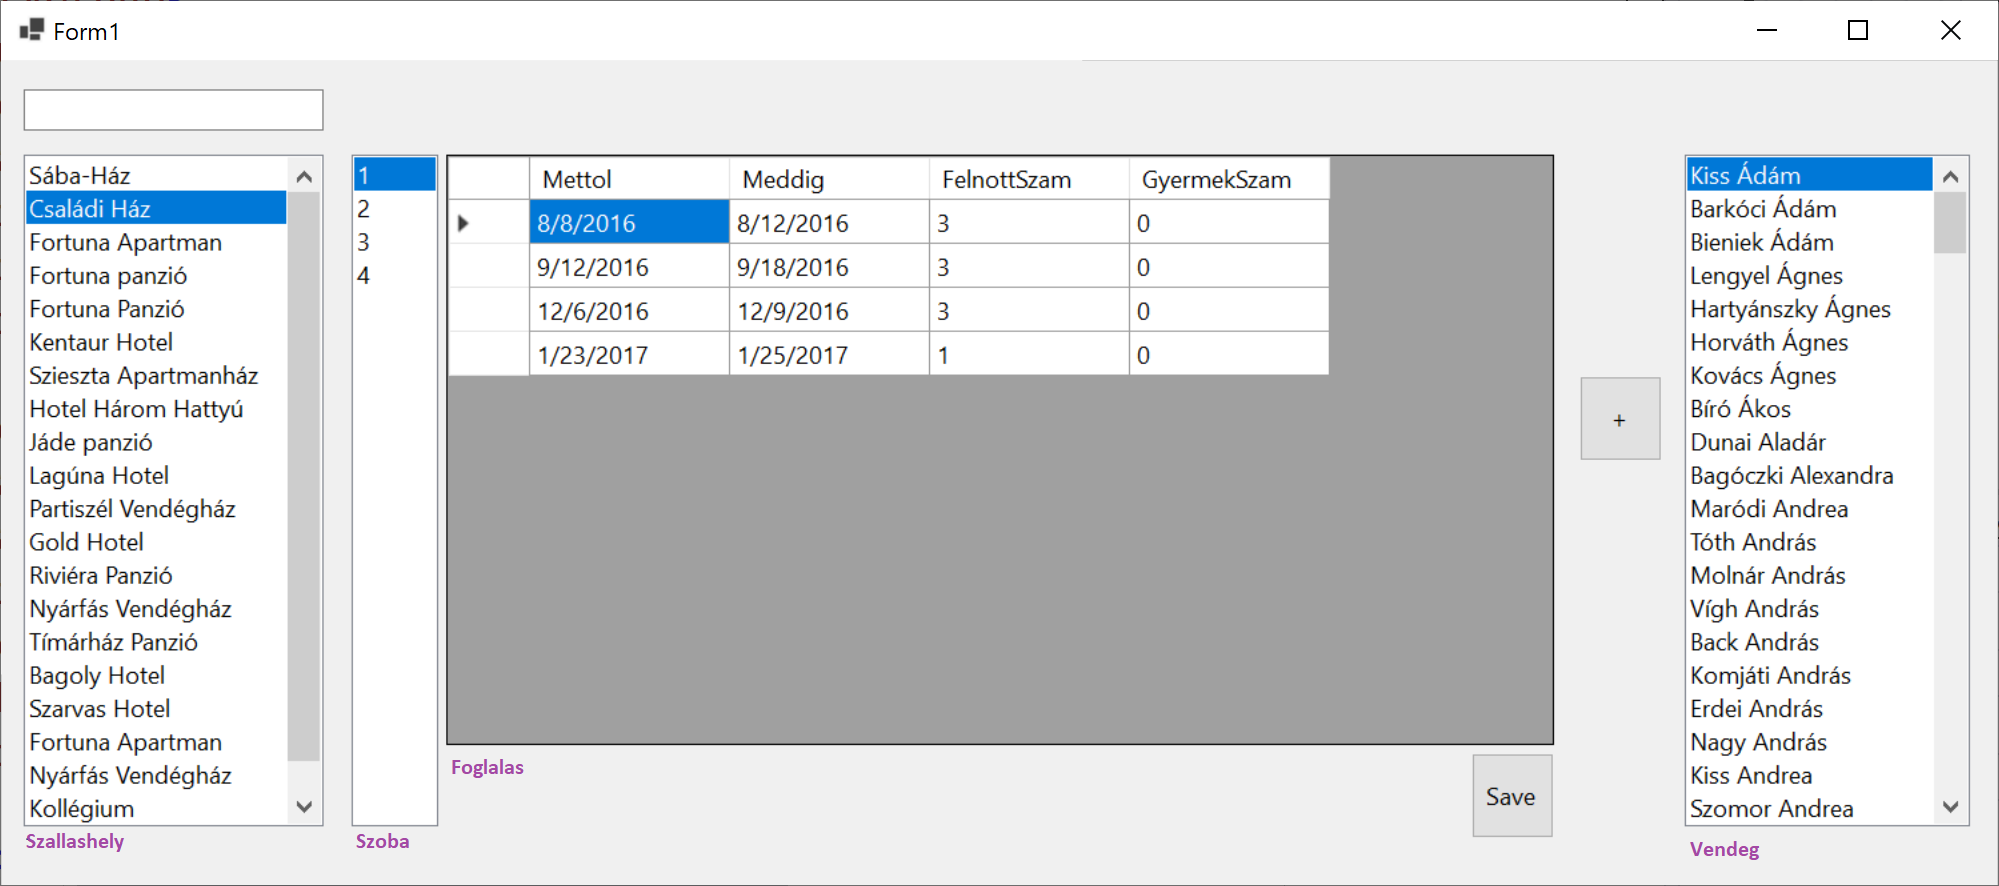 Form1
Sába-Ház
Családi Ház
Fortuna Apartman
Fortuna panzió
Fortuna Panzió
Kentaur Hotel
Szieszta Apartmanház
Hotel Három Hattyú
Jáde panzió
Lagúna Hotel
Partiszél Vendégház
Gold Hotel
Riviéra Panzió
Nyárfás Vendégház
Tímárház Panzió
Bagoly Hotel
Szarvas Hotel
Fortuna Apartman
Nyárfás Vendégház
Kollégium
Szallashely
1
2
3
4
Szoba
Mettol Meddig FelnottSzam GyermekSzam
8/8/2016 8/12/2016 3 0
9/12/2016 9/18/2016 3 0
12/6/2016 12/9/2016 3 0
1/23/2017 1/25/2017 1 0
Foglalas
Save
+
Kiss Ádám
Barkóci Ádám
Bieniek Ádám
Lengyel Ágnes
Hartyánszky Ágnes
Horváth Ágnes
Kovács Ágnes
Bíró Ákos
Dunai Aladár
Bagóczki Alexandra
Maródi Andrea
Tóth András
Molnár András
Vígh András
Back András
Komjáti András
Erdei András
Nagy András
Kiss Andrea
Szomor Andrea
Vendeg